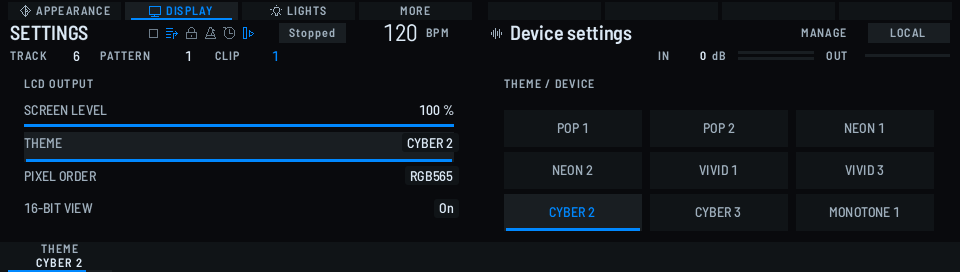 APPEARANCE DISPLAY LIGHTS MORE
SETTINGS Stopped 120 BPM Device settings MANAGE LOCAL
TRACK 6 PATTERN 1 CLIP 1 IN 0 dB OUT
LCD OUTPUT
SCREEN LEVEL 100 %
THEME CYBER 2
PIXEL ORDER RGB565
16-BIT VIEW On
THEME / DEVICE
POP 1 POP 2 NEON 1
NEON 2 VIVID 1 VIVID 3
CYBER 2 CYBER 3 MONOTONE 1
THEME
CYBER 2